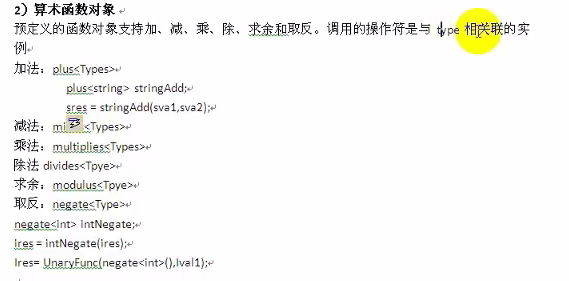 2）算术函数对象
预定义的函数对象支持加、减、乘、除、求余和取反。调用的操作符是与 type 相关联的实
例
加法：plus<Types>
plus<string> stringAdd;
sres = stringAdd(sva1,sva2);
减法：mi <Types>
乘法：multiplies<Types>
除法 divides<Tpye>
求余：modulus<Tpye>
取反：negate<Type>
negate<int> intNegate;
ires = intNegate(ires);
Ires= UnaryFunc(negate<int>(),Ival1);